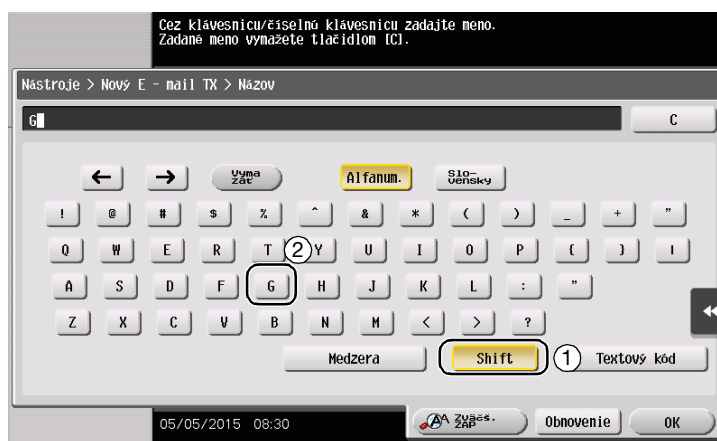 Cez klávesnicu/číselnú klávesnicu zadajte meno.
Zadané meno vymažete tlačidlom [C].
Nástroje > Nový E - mail TX > Názov
G C
← → Vyma zať Alfanum. Slo- vensky
! @ # $ % ^ & * ( ) _ + "
Q W E R T ② Y U I O P { } |
A S D F G H J K L : "
Z X C V B N M < > ?
Medzera Shift ① Textový kód
05/05/2015 08:30 Zväčš. ZAP Obnovenie OK